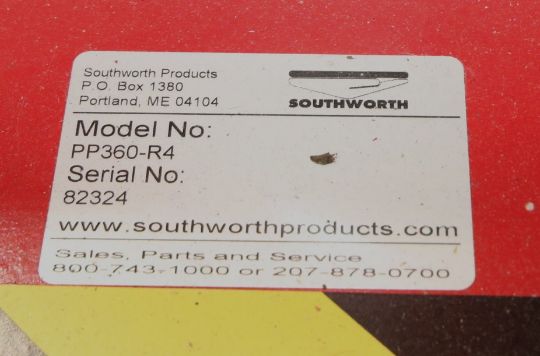 Southworth Products
P.O. Box 1380
Portland, ME 04104
SOUTHWORTH
Model No:
PP360-R4
Serial No:
82324
www.southworthproducts.com
Sales, Parts and Service
800-743-1000 or 207-878-0700